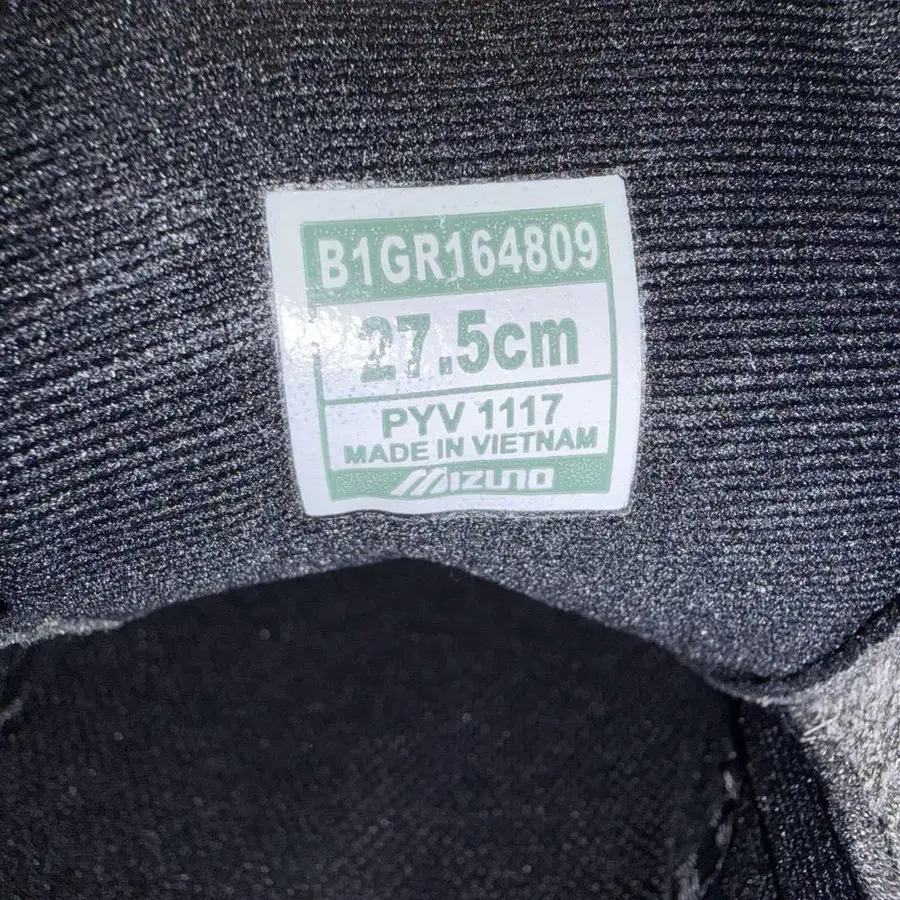 B1GR164809
27.5cm
PYV 1117
MADE IN VIETNAM
MIZUNO